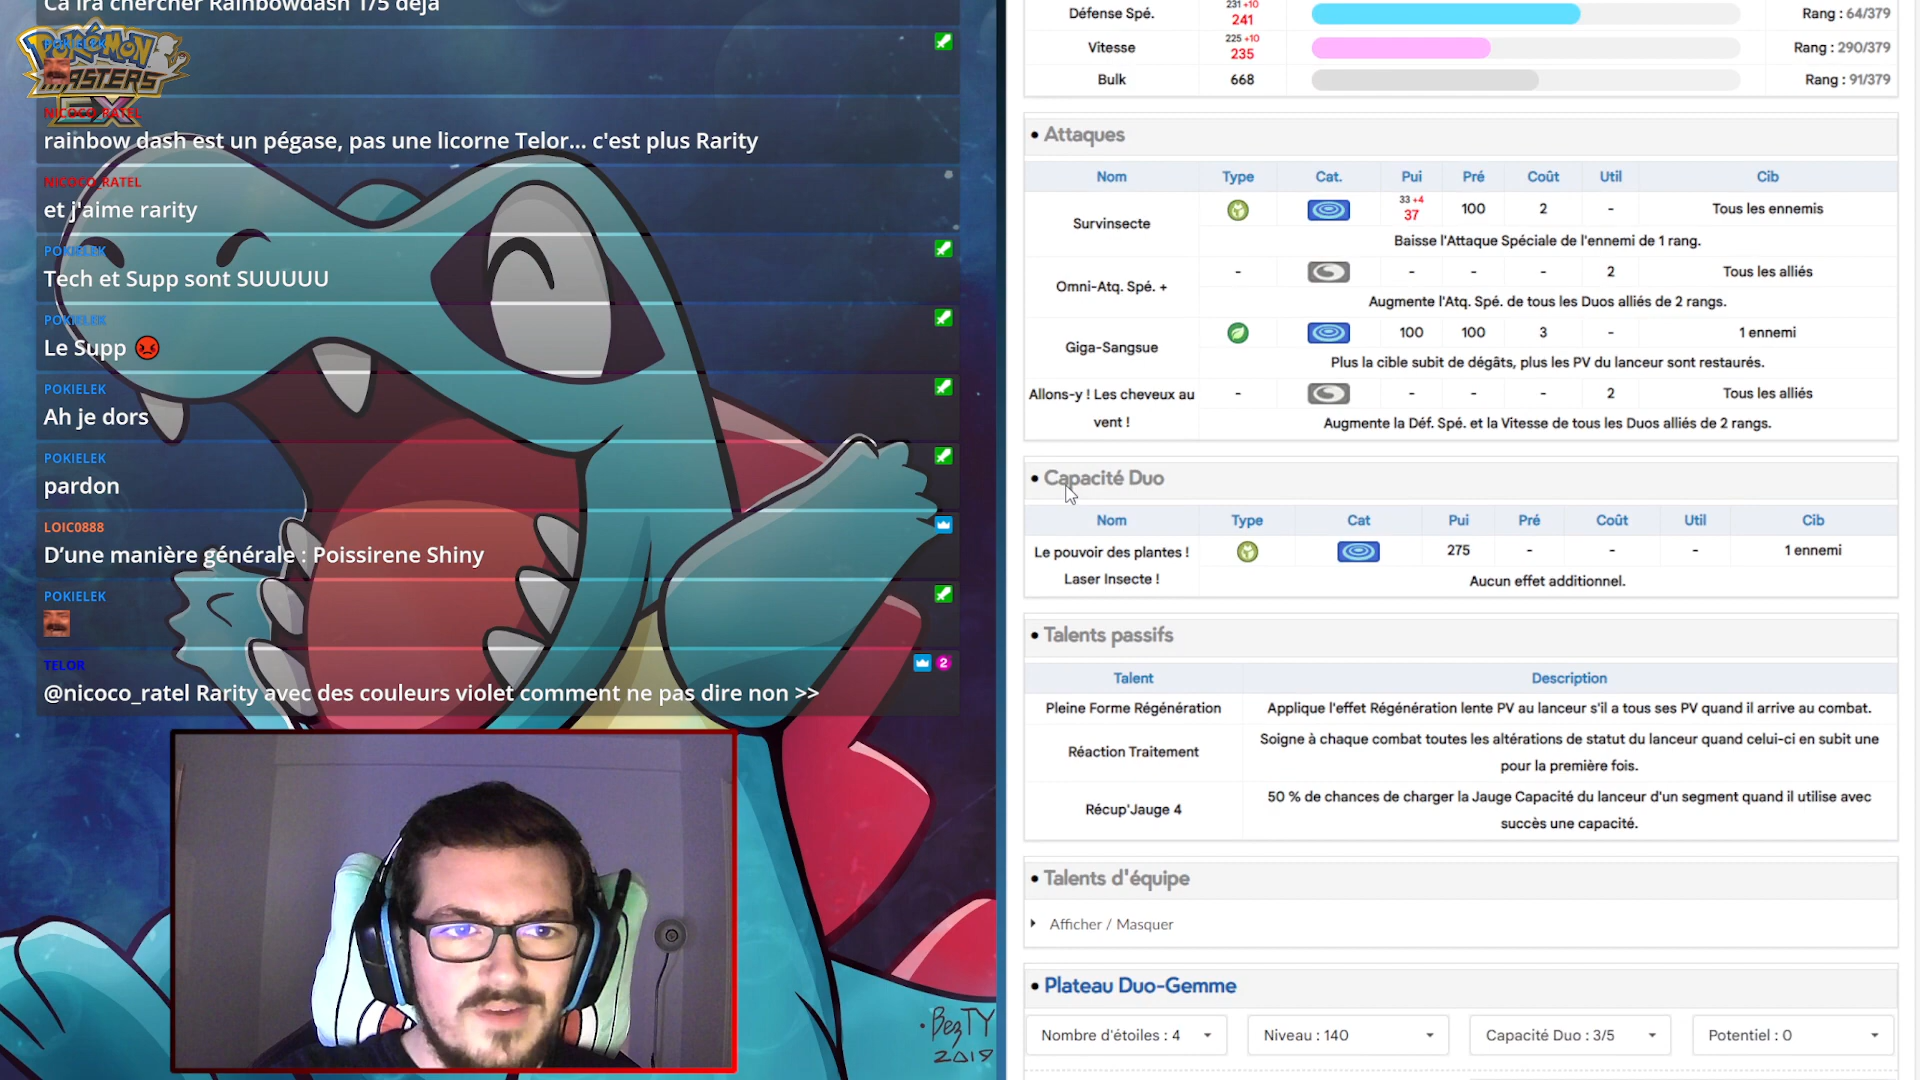 Ca ira chercher Rainbowdash 1/5 deja
POKÉMON
MASTERS
EX
NICOCO_RATEL
rainbow dash est un pégase, pas une licorne Telor... c'est plus Rarity
NICOCO_RATEL
et j'aime rarity
POKIELEK
Tech et Supp sont SUUUUU
POKIELEK
Le Supp
POKIELEK
Ah je dors
POKIELEK
pardon
LOIC0888
D’une manière générale : Poissirene Shiny
POKIELEK
TELOR
2
@nicoco_ratel Rarity avec des couleurs violet comment ne pas dire non >>
BezTY
2019
Défense Spé. 231 +10 241 Rang : 64/379
Vitesse 225 +10 235 Rang : 290/379
Bulk 668 Rang : 91/379
• Attaques
Nom Type Cat. Pui Pré Coût Util Cib
Survinsecte 33 +4 37 100 2 - Tous les ennemis
Baisse l'Attaque Spéciale de l'ennemi de 1 rang.
Omni-Atq. Spé. + - - - - 2 Tous les alliés
Augmente l'Atq. Spé. de tous les Duos alliés de 2 rangs.
Giga-Sangsue 100 100 3 - 1 ennemi
Plus la cible subit de dégâts, plus les PV du lanceur sont restaurés.
Allons-y ! Les cheveux au - - - - 2 Tous les alliés
vent ! Augmente la Déf. Spé. et la Vitesse de tous les Duos alliés de 2 rangs.
• Capacité Duo
Nom Type Cat Pui Pré Coût Util Cib
Le pouvoir des plantes ! 275 - - - 1 ennemi
Laser Insecte ! Aucun effet additionnel.
• Talents passifs
Talent Description
Pleine Forme Régénération Applique l'effet Régénération lente PV au lanceur s'il a tous ses PV quand il arrive au combat.
Réaction Traitement Soigne à chaque combat toutes les altérations de statut du lanceur quand celui-ci en subit une
pour la première fois.
Récup'Jauge 4 50 % de chances de charger la Jauge Capacité du lanceur d'un segment quand il utilise avec
succès une capacité.
• Talents d'équipe
Afficher / Masquer
• Plateau Duo-Gemme
Nombre d'étoiles : 4 Niveau : 140 Capacité Duo : 3/5 Potentiel : 0